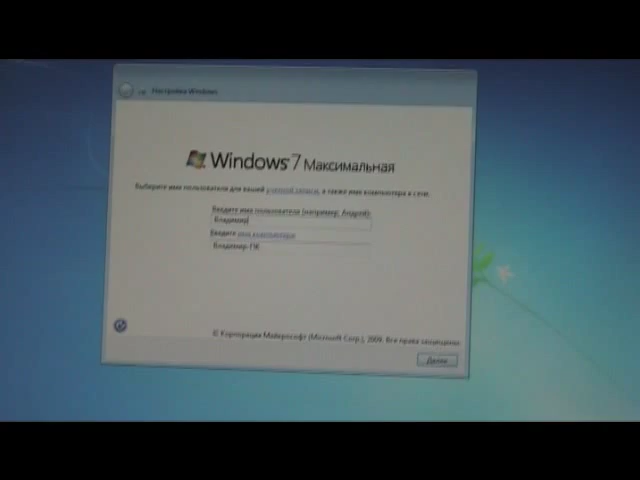 Настройка Windows
Windows 7 Максимальная
Выберите имя пользователя для вашей учетной записи, а также имя компьютера в сети.
Введите имя пользователя (например, Андрей):
Владимир
Введите имя компьютера:
Владимир-ПК
© Корпорация Майкрософт (Microsoft Corp.), 2009. Все права защищены.
Далее